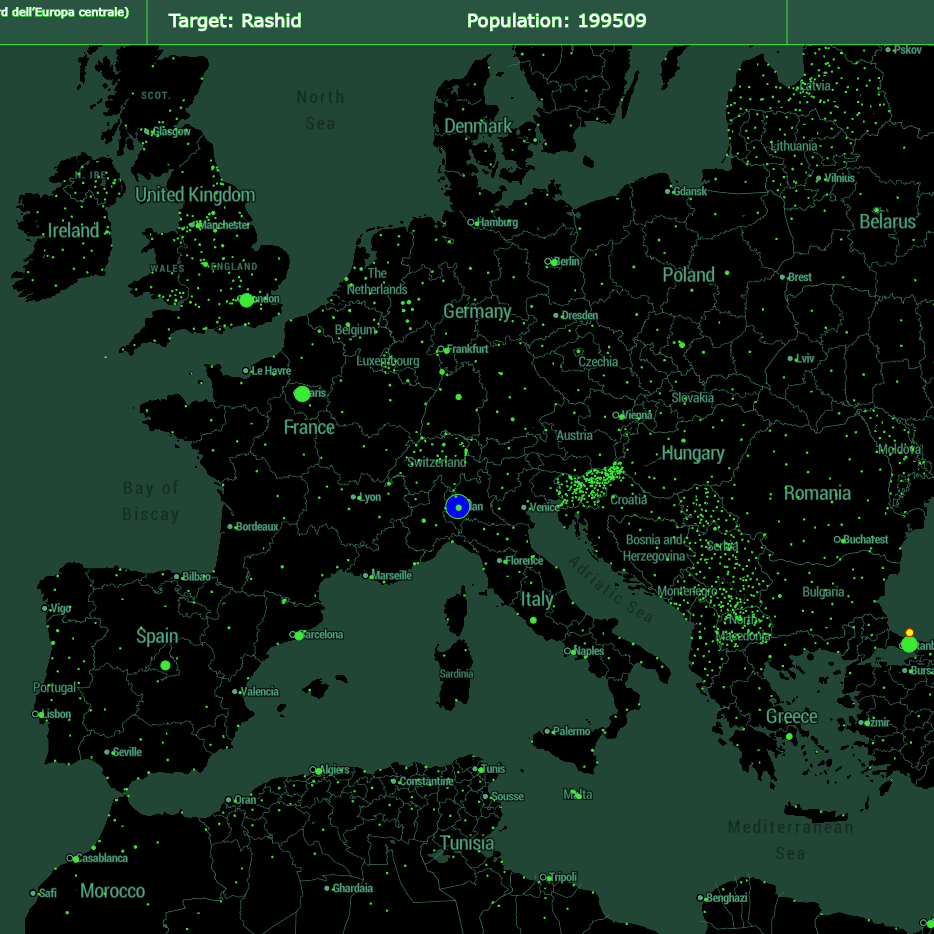 rd dell'Europa centrale)
Target: Rashid
Population: 199509
Pskov
North
Sea
SCOT.
Latvia
Denmark
Glasgow
Lithuania
N. IRE.
Vilnius
Gdansk
United Kingdom
Belarus
Hamburg
Manchester
Ireland
WALES
ENGLAND
Berlin
Poland
Brest
The
Netherlands
London
Germany
Dresden
Belgium
Frankfurt
Lviv
Luxembourg
Czechia
Le Havre
Paris
Slovakia
Vienna
France
Austria
Hungary
Moldova
Switzerland
Bay of
Biscay
Romania
Lyon
Croatia
lan
Venice
Bordeaux
Bosnia and
Herzegovina
Serbia
Bucharest
Florence
Adriatic Sea
Marseille
Bilbao
Montenegro
Bulgaria
Vigo
Italy
North
Macedonia
Spain
Barcelona
Istanb
Naples
Bursa
Sardinia
Portugal
Valencia
Lisbon
Greece
Izmir
Palermo
Seville
Algiers
Tunis
Constantine
Malta
Sousse
Oran
Mediterranean
Sea
Tunisia
Casablanca
Tripoli
Ghardaia
Safi
Morocco
Benghazi